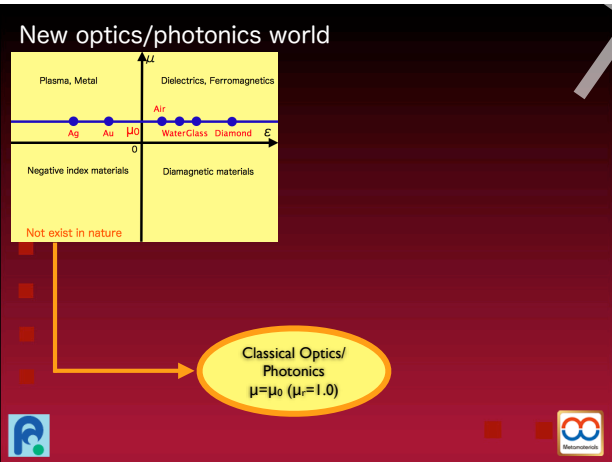 New optics/photonics world
μ
Plasma, Metal
Dielectrics, Ferromagnetics
Air
Ag Au μ0 Water Glass Diamond ε
0
Negative index materials
Diamagnetic materials
Not exist in nature
Classical Optics/
Photonics
μ=μ₀ (μᵣ=1.0)
Metamaterials